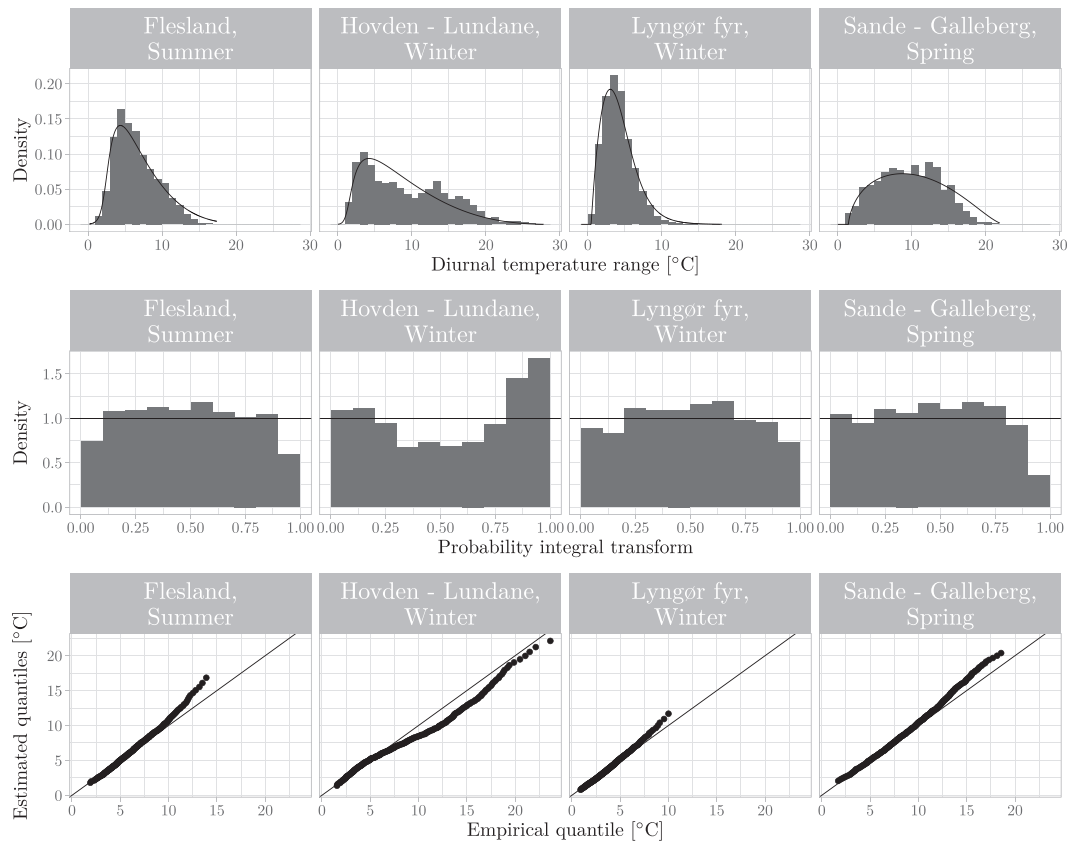 Flesland,
Summer
Hovden - Lundane,
Winter
Lyngør fyr,
Winter
Sande - Galleberg,
Spring
Density
0.20
0.15
0.10
0.05
0.00
0 10 20 30
0 10 20 30
0 10 20 30
0 10 20 30
Diurnal temperature range [°C]
Flesland,
Summer
Hovden - Lundane,
Winter
Lyngør fyr,
Winter
Sande - Galleberg,
Spring
Density
1.5
1.0
0.5
0.0
0.00 0.25 0.50 0.75 1.00
0.00 0.25 0.50 0.75 1.00
0.00 0.25 0.50 0.75 1.00
0.00 0.25 0.50 0.75 1.00
Probability integral transform
Flesland,
Summer
Hovden - Lundane,
Winter
Lyngør fyr,
Winter
Sande - Galleberg,
Spring
Estimated quantiles [°C]
20
15
10
5
0
0 5 10 15 20
0 5 10 15 20
0 5 10 15 20
0 5 10 15 20
Empirical quantile [°C]